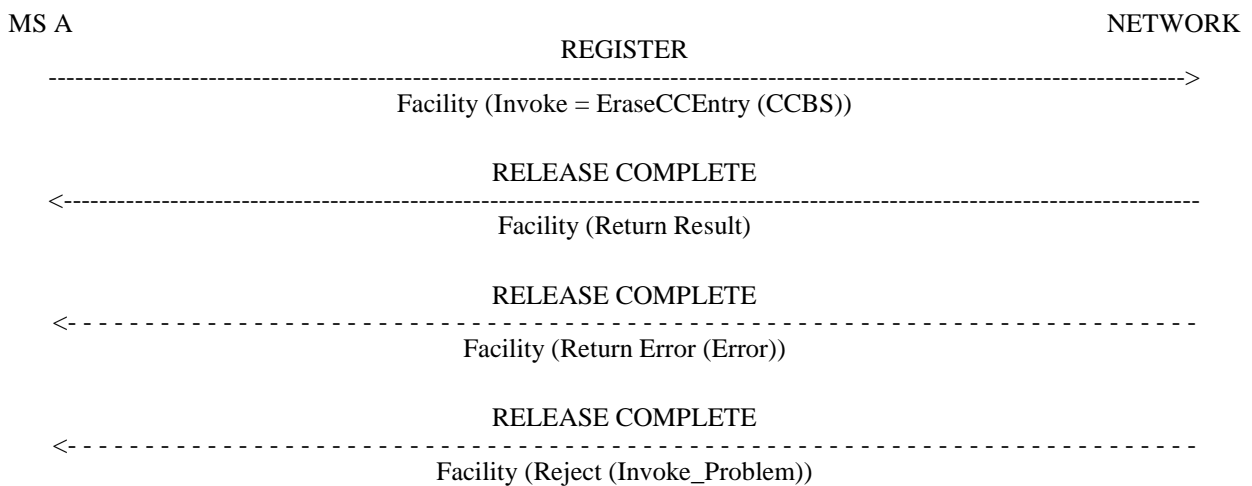 MS A NETWORK
REGISTER
Facility (Invoke = EraseCCEntry (CCBS))
RELEASE COMPLETE
Facility (Return Result)
RELEASE COMPLETE
Facility (Return Error (Error))
RELEASE COMPLETE
Facility (Reject (Invoke_Problem))